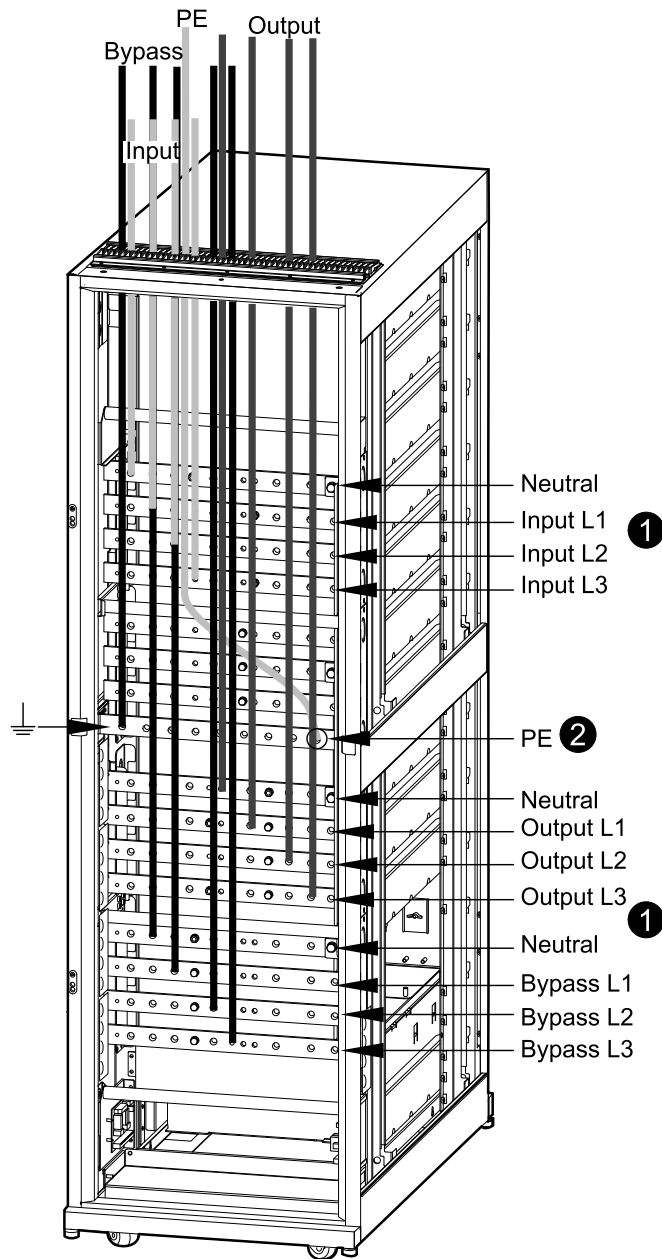 PE
Output
Bypass
Input
Neutral
Input L1
1
Input L2
Input L3
PE 2
Neutral
Output L1
Output L2
Output L3
1
Neutral
Bypass L1
Bypass L2
Bypass L3